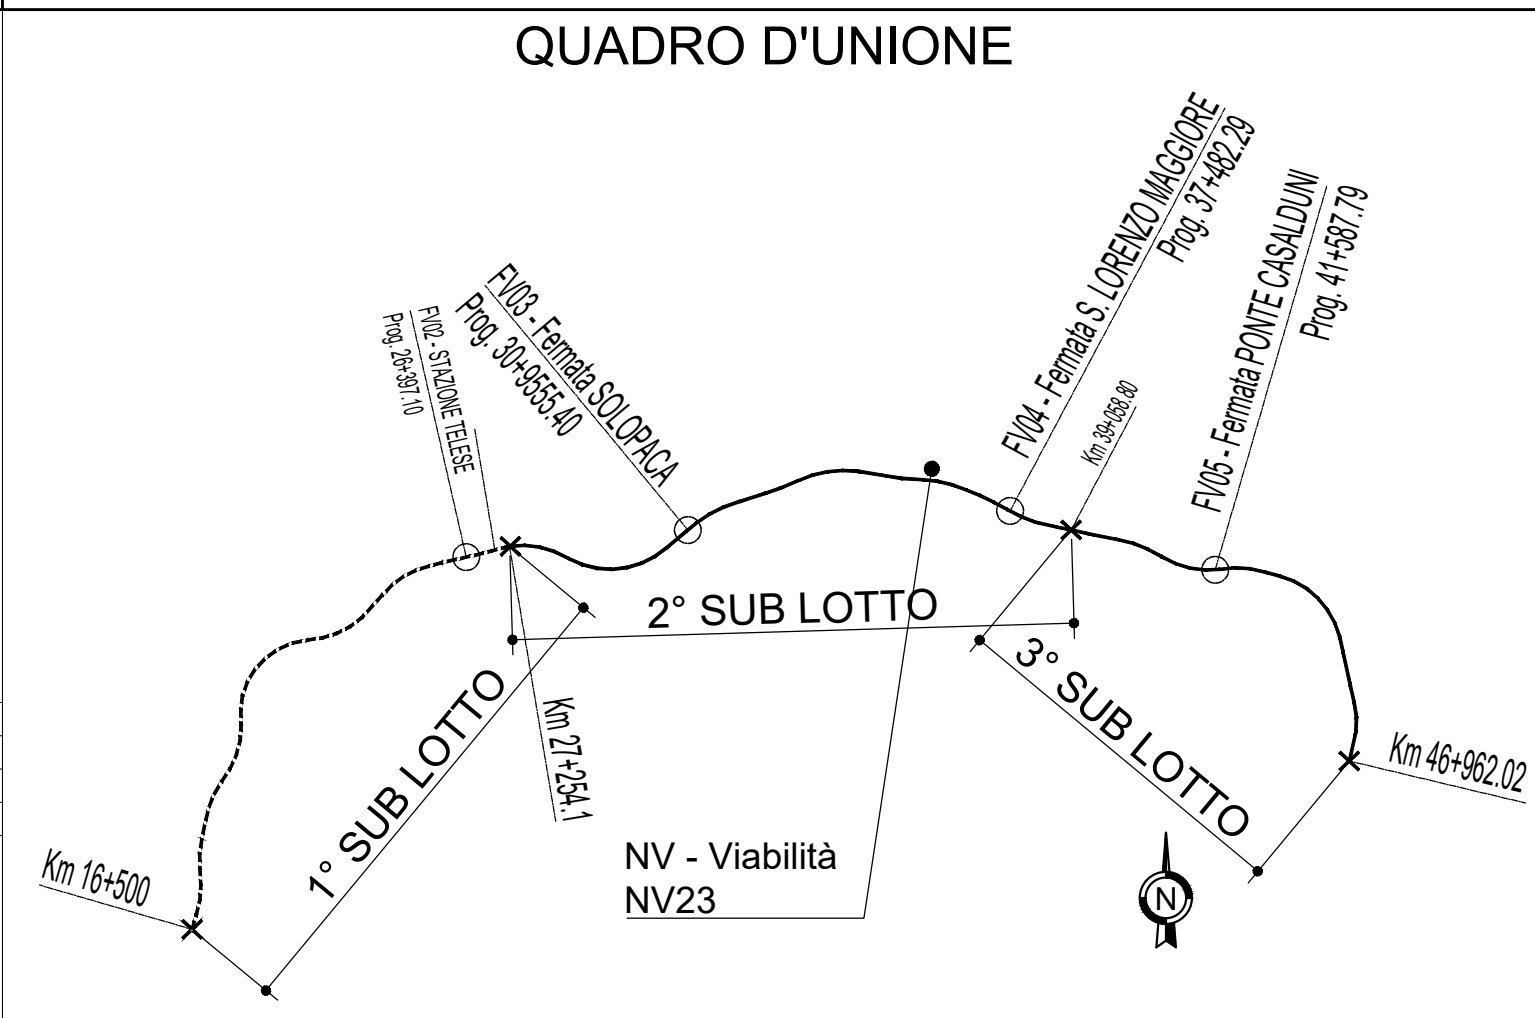 QUADRO D'UNIONE
FV02 - STAZIONE TELESE
Prog. 26+397.10
FV03 - Fermata SOLOPACA
Prog. 30+9555.40
FV04 - Fermata S. LORENZO MAGGIORE
Prog. 37+482.29
Km 39+058.80
FV05 - Fermata PONTE CASALDUNI
Prog. 41+587.79
2° SUB LOTTO
1° SUB LOTTO
3° SUB LOTTO
Km 27+254.1
Km 46+962.02
Km 16+500
NV - Viabilità
NV23
N